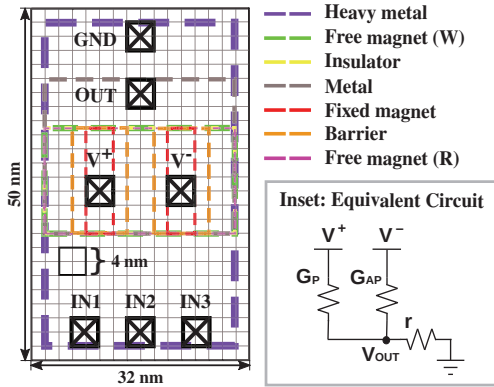 GND
OUT
V+ V-
50 nm
4 nm
IN1 IN2 IN3
32 nm
Heavy metal
Free magnet (W)
Insulator
Metal
Fixed magnet
Barrier
Free magnet (R)
Inset: Equivalent Circuit
V+ V-
GP GAP
r
VOUT